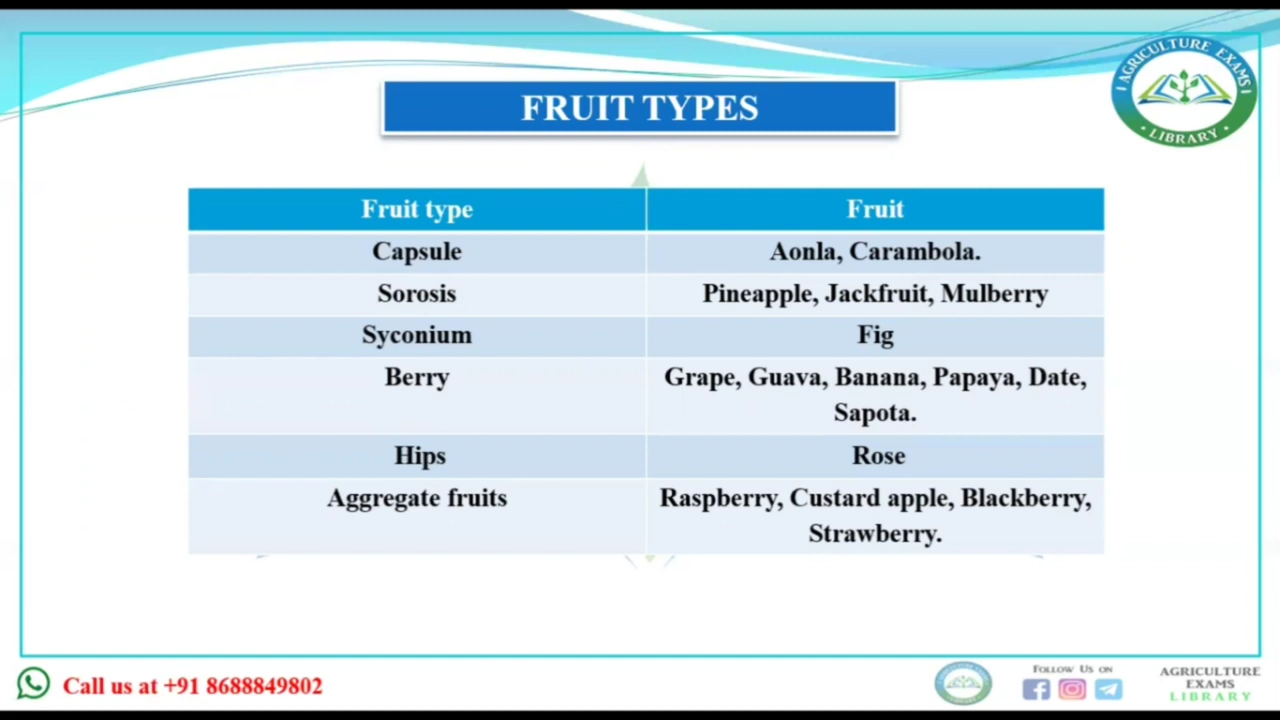 AGRICULTURE EXAMS
LIBRARY
FRUIT TYPES
Fruit type Fruit
Capsule Aonla, Carambola.
Sorosis Pineapple, Jackfruit, Mulberry
Syconium Fig
Berry Grape, Guava, Banana, Papaya, Date,
Sapota.
Hips Rose
Aggregate fruits Raspberry, Custard apple, Blackberry,
Strawberry.
Call us at +91 8688849802
Follow Us on
AGRICULTURE
EXAMS
LIBRARY